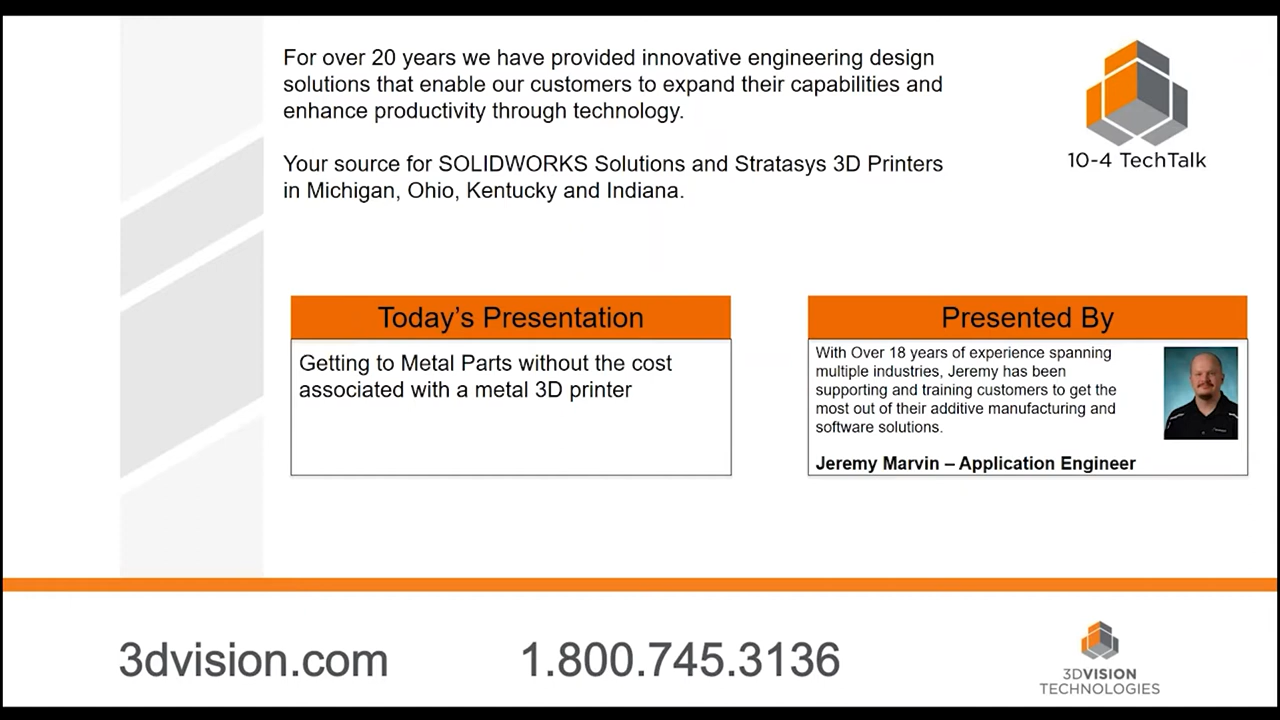 For over 20 years we have provided innovative engineering design
solutions that enable our customers to expand their capabilities and
enhance productivity through technology.
Your source for SOLIDWORKS Solutions and Stratasys 3D Printers
in Michigan, Ohio, Kentucky and Indiana.
10-4 TechTalk
Today's Presentation
Getting to Metal Parts without the cost
associated with a metal 3D printer
Presented By
With Over 18 years of experience spanning
multiple industries, Jeremy has been
supporting and training customers to get the
most out of their additive manufacturing and
software solutions.
Jeremy Marvin – Application Engineer
3dvision.com
1.800.745.3136
3DVISION
TECHNOLOGIES